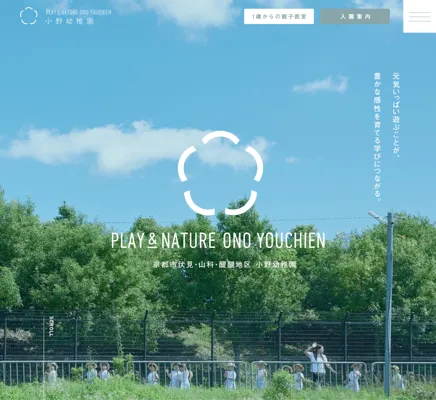 PLAY & NATURE ONO YOUCHIEN
小野幼稚園
1歳からの親子教室
入園案内
元気いっぱい遊ぶことが、
豊かな感性を育てる学びにつながる。
PLAY & NATURE ONO YOUCHIEN
京都市伏見・山科・醍醐地区 小野幼稚園
SCROLL